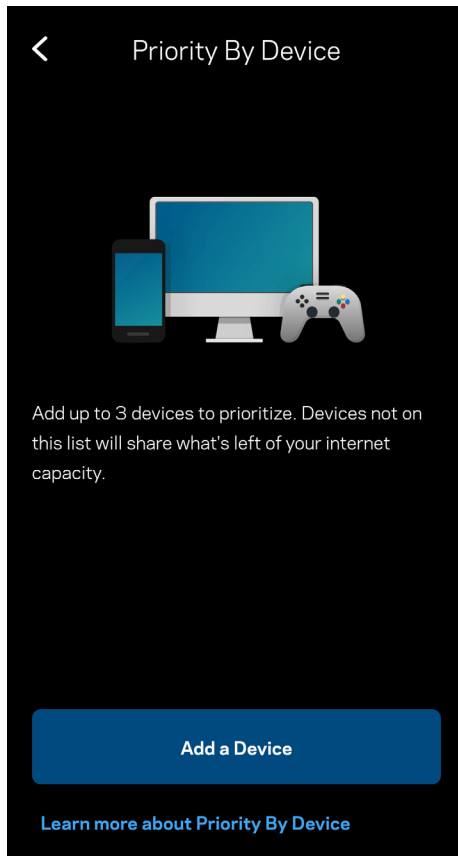 Priority By Device
Add up to 3 devices to prioritize. Devices not on
this list will share what's left of your internet
capacity.
Add a Device
Learn more about Priority By Device